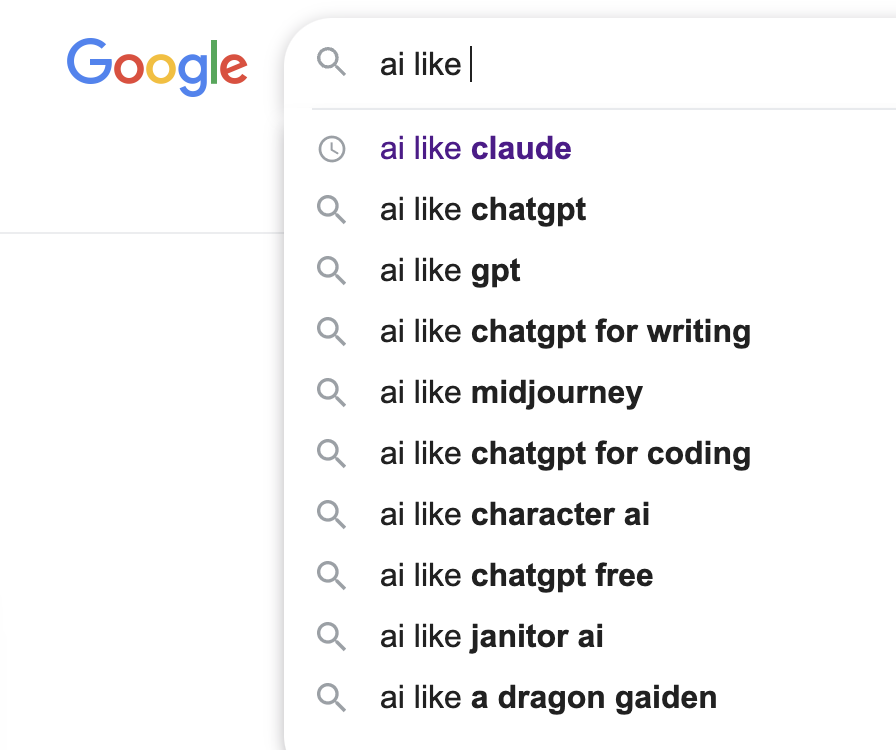 Google
ai like
ai like claude
ai like chatgpt
ai like gpt
ai like chatgpt for writing
ai like midjourney
ai like chatgpt for coding
ai like character ai
ai like chatgpt free
ai like janitor ai
ai like a dragon gaiden